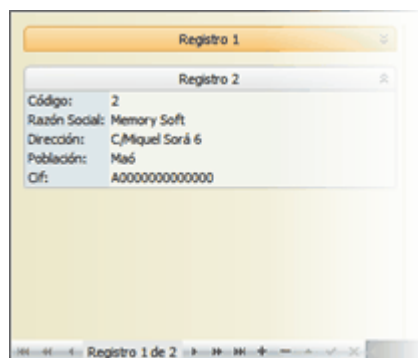 Registro 1
Registro 2
Código: 2
Razón Social: Memory Soft
Dirección: C/Miquel Sorá 6
Población: Maó
Cif: A0000000000000
Registro 1 de 2